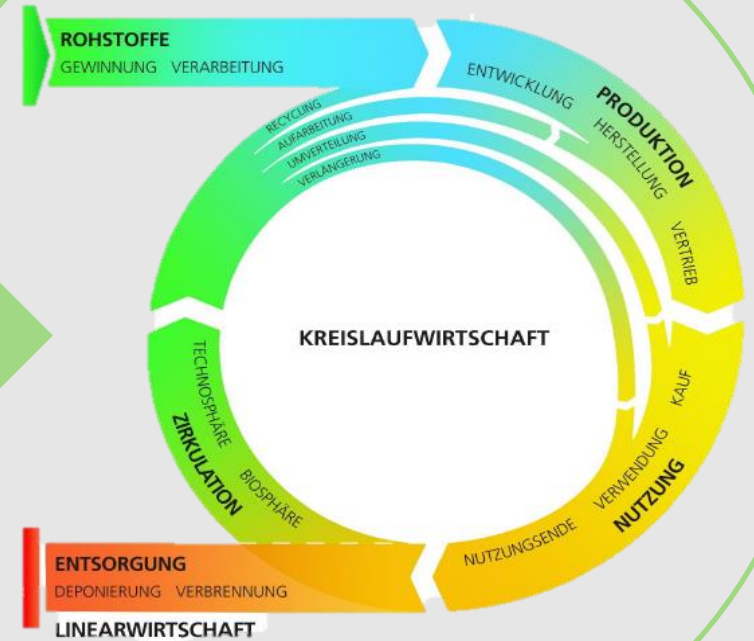 ROHSTOFFE
GEWINNUNG VERARBEITUNG
ENTWICKLUNG
PRODUKTION
HERSTELLUNG
VERTRIEB
RECYCLING
AUFARBEITUNG
UMVERTEILUNG
VERLÄNGERUNG
KREISLAUFWIRTSCHAFT
KAUF
VERWENDUNG
NUTZUNG
NUTZUNGSENDE
TECHNOSPHÄRE
ZIRKULATION
BIOSPHÄRE
ENTSORGUNG
DEPONIERUNG VERBRENNUNG
LINEARWIRTSCHAFT